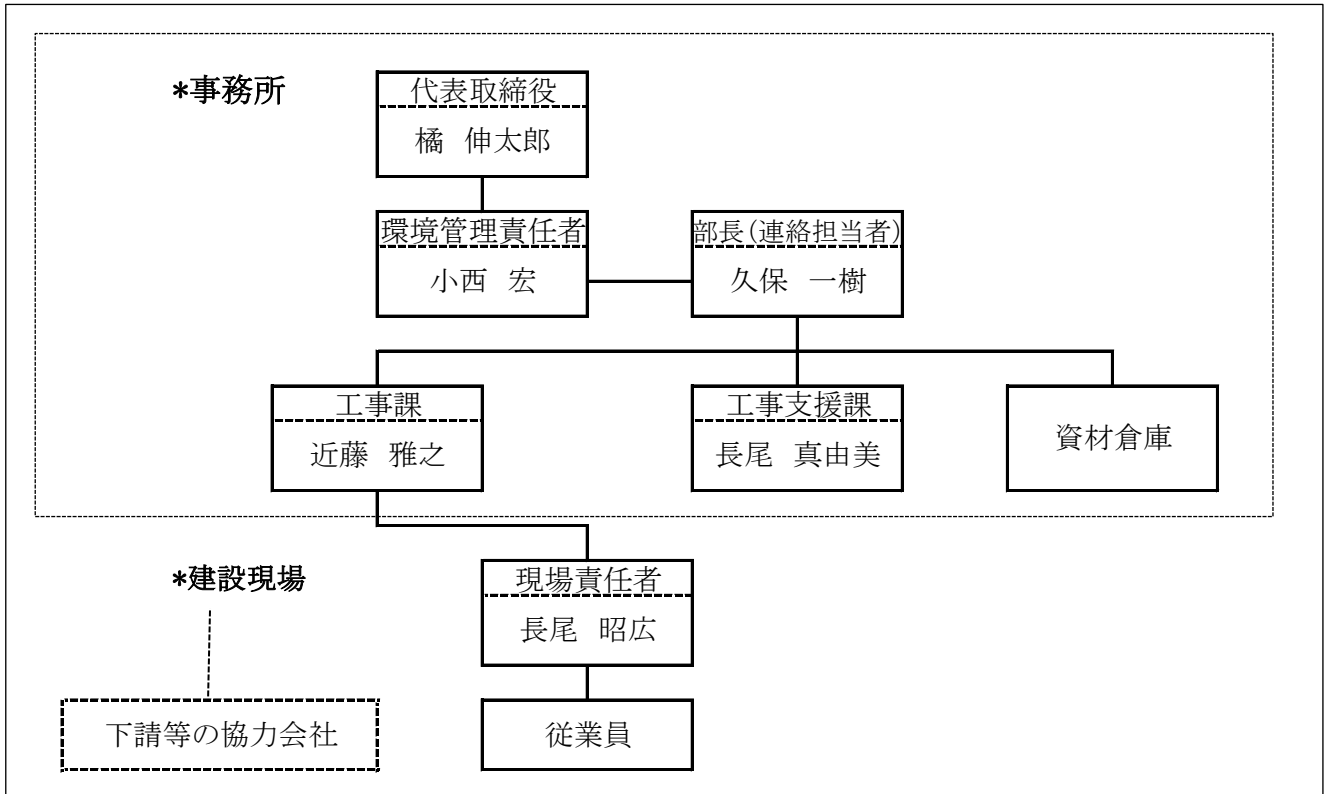 *事務所
代表取締役
橘 伸太郎
環境管理責任者
小西 宏
部長(連絡担当者)
久保 一樹
工事課
近藤 雅之
工事支援課
長尾 真由美
資材倉庫
*建設現場
現場責任者
長尾 昭広
下請等の協力会社
従業員